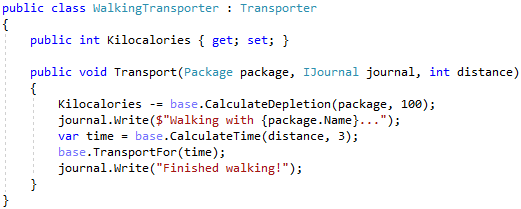 public class WalkingTransporter : Transporter
{
    public int Kilocalories { get; set; }
    public void Transport(Package package, IJournal journal, int distance)
    {
        Kilocalories -= base.CalculateDepletion(package, 100);
        journal.Write($"Walking with {package.Name}...");
        var time = base.CalculateTime(distance, 3);
        base.TransportFor(time);
        journal.Write("Finished walking!");
    }
}